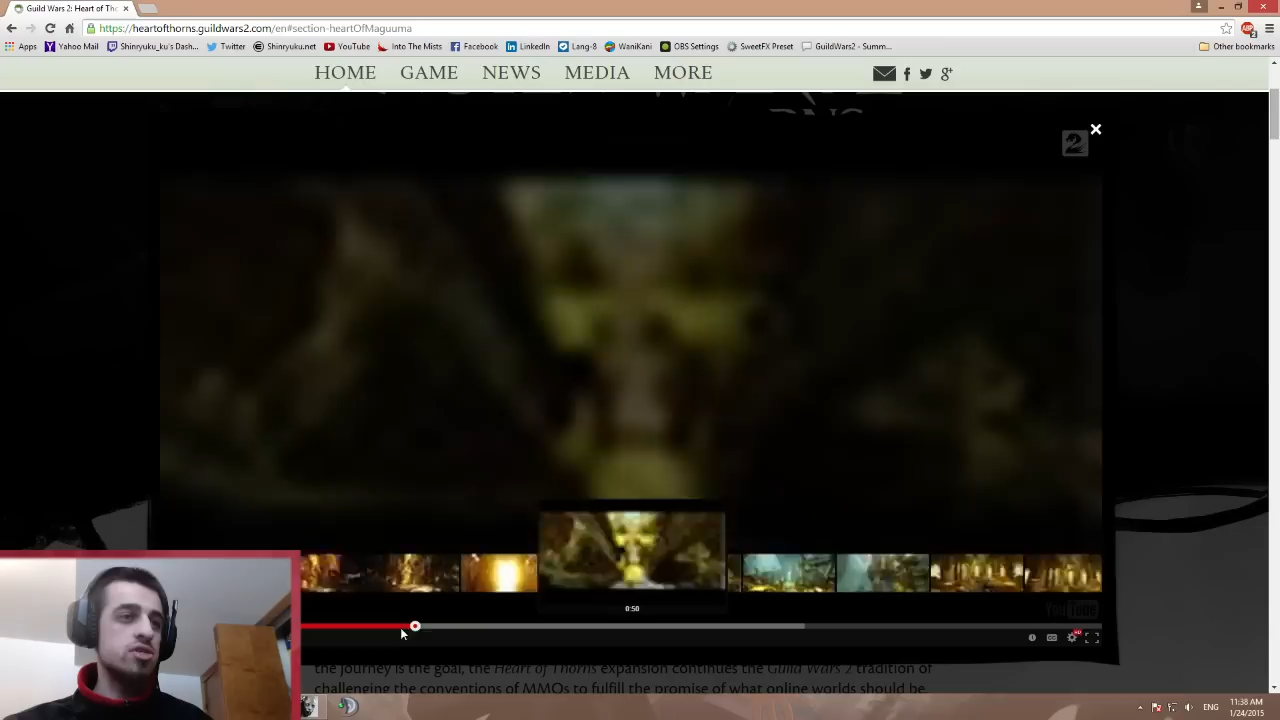 Guild Wars 2: Heart of Tho
https://heartofthorns.guildwars2.com/en#section-heartOfMaguuma
Apps Yahoo Mail Shinryuku_ku's Dash... Twitter Shinryuku.net YouTube Into The Mists Facebook LinkedIn Lang-8 WaniKani OBS Settings SweetFX Preset GuildWars2 - Summ... Other bookmarks
HOME GAME NEWS MEDIA MORE
0:50
YouTube
the journey is the goal, the Heart of Thorns expansion continues the Guild Wars 2 tradition of
challenging the conventions of MMOs to fulfill the promise of what online worlds should be.
ENG
11:38 AM
1/24/2015